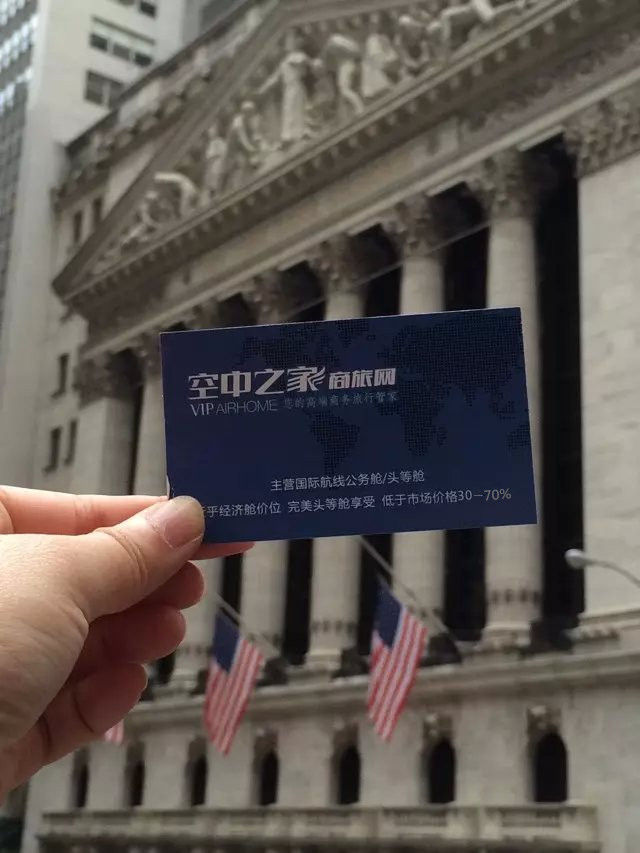 空中之家商旅网
VIP AIRHOME 您的高端商务旅行管家
主营国际航线公务舱/头等舱
乎经济舱价位 完美头等舱享受 低于市场价格30-70%